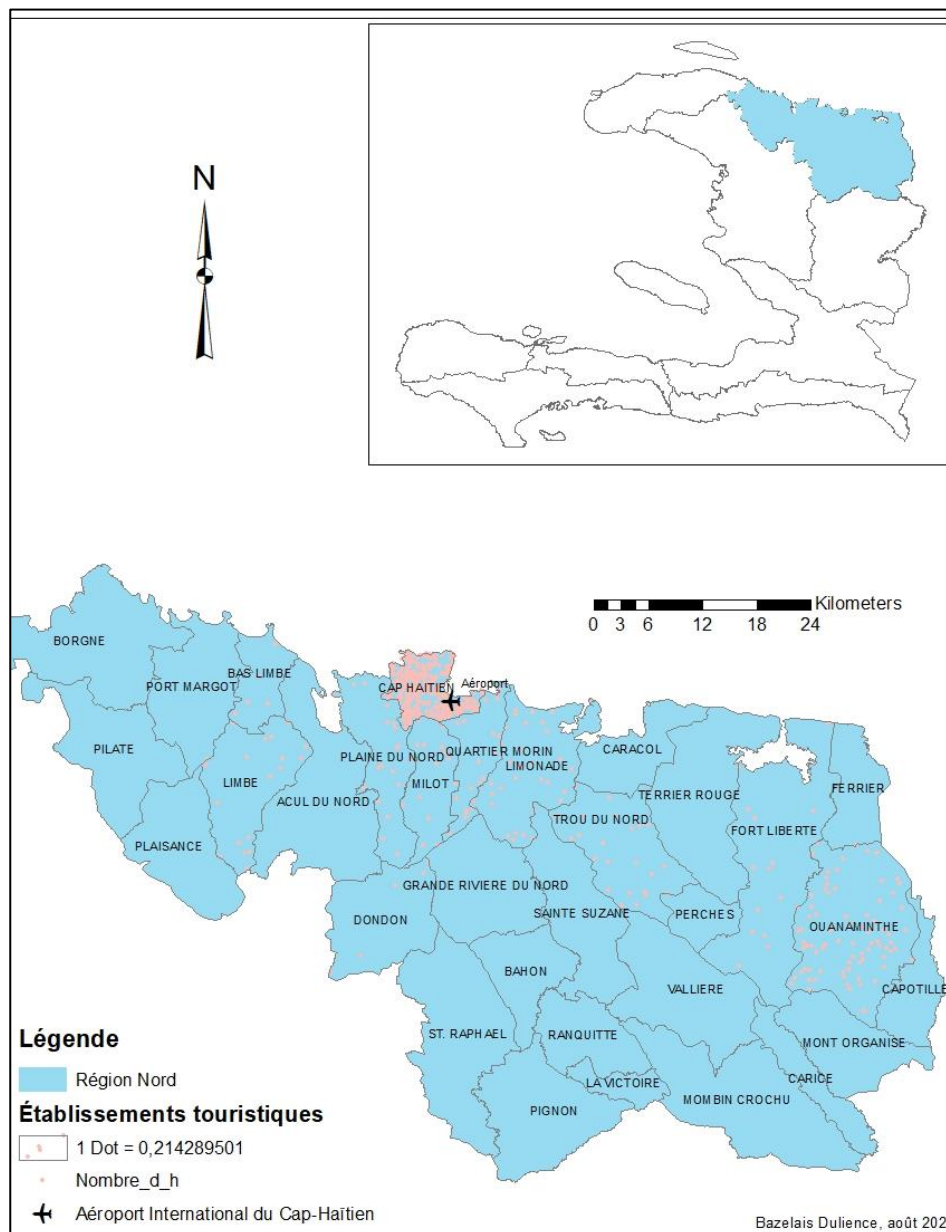 N
Kilometers
0 3 6 12 18 24
BORGNE
BAS LIMBE
PORT MARGOT
CAP HAITIEN
Aéroport
PILATE
PLAINE DU NORD
QUARTIER MORIN
CARACOL
LIMBE
MILOT
LIMONADE
ACUL DU NORD
TERRIER ROUGE
FERRIER
TROU DU NORD
FORT LIBERTE
PLAISANCE
GRANDE RIVIERE DU NORD
DONDON
SAINTE SUZANE
PERCHES
OUANAMINTHE
BAHON
VALLIERE
CAPOTILLE
ST. RAPHAEL
RANQUITTE
MONT ORGANISE
LA VICTOIRE
CARICE
PIGNON
MOMBIN CROCHU
Légende
Région Nord
Établissements touristiques
1 Dot = 0,214289501
Nombre_d_h
Aéroport International du Cap-Haïtien
Bazelais Dulience, août 202